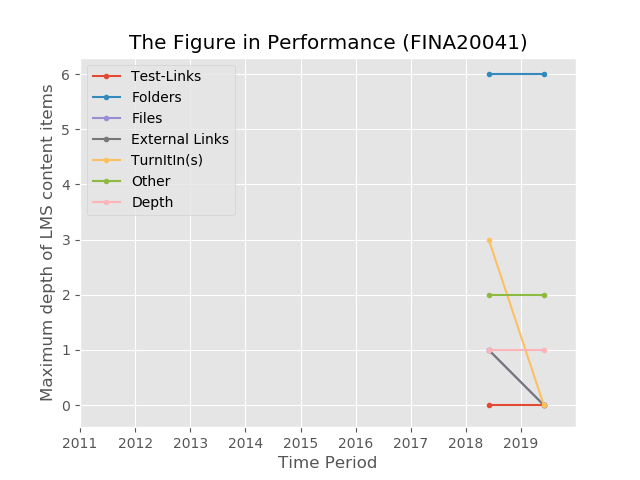 The Figure in Performance (FINA20041)
Maximum depth of LMS content items
6
5
4
3
2
1
0
Test-Links
Folders
Files
External Links
TurnItIn(s)
Other
Depth
2011 2012 2013 2014 2015 2016 2017 2018 2019
Time Period